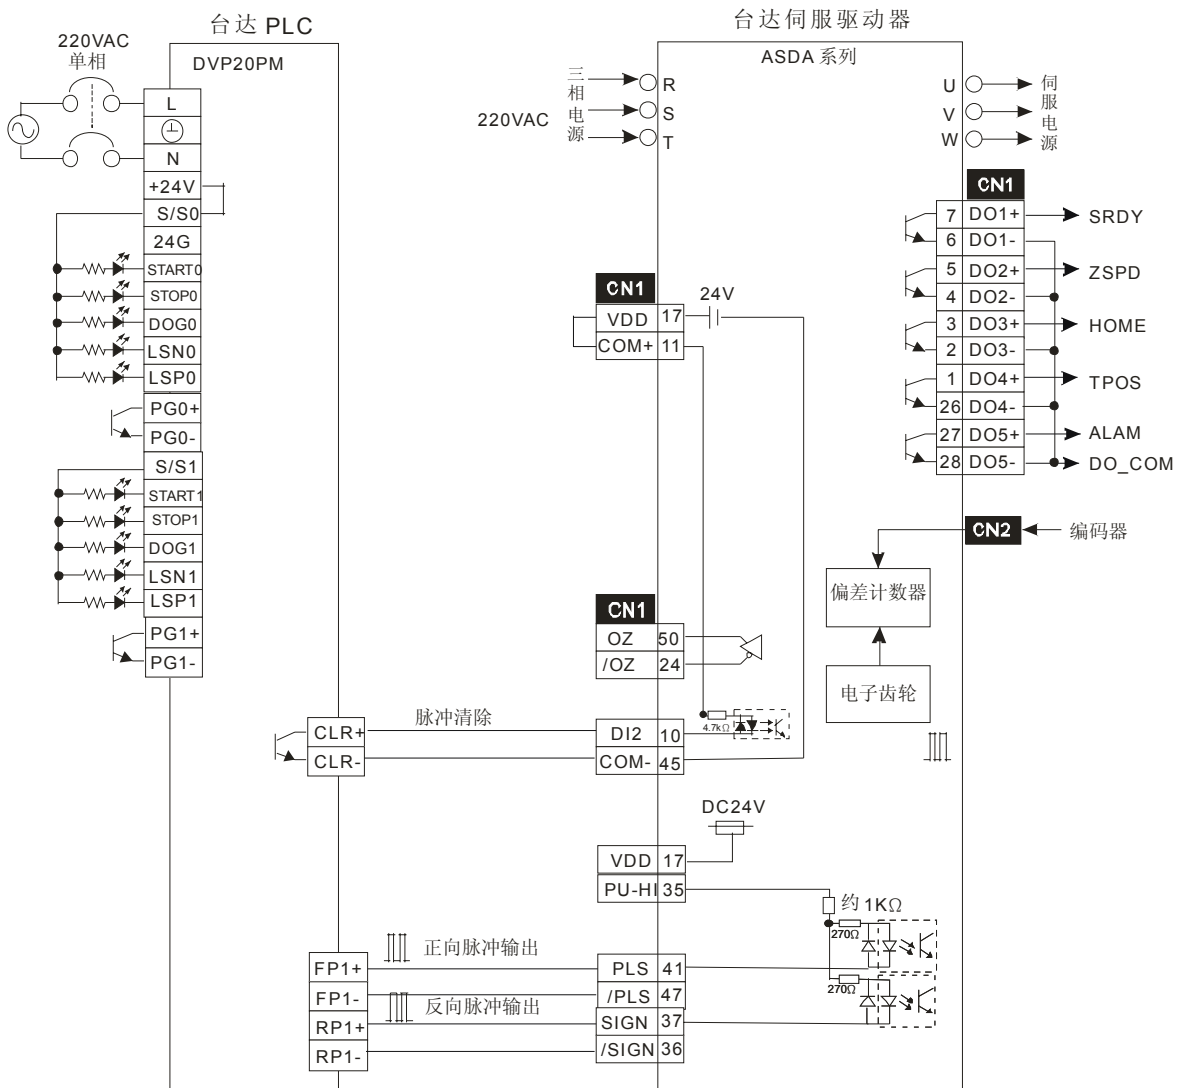 台达 PLC
220VAC
单相
DVP20PM
L
N
+24V
S/S0
24G
START0
STOP0
DOG0
LSN0
LSP0
PG0+
PG0-
S/S1
START1
STOP1
DOG1
LSN1
LSP1
PG1+
PG1-
CLR+
CLR-
脉冲清除
FP1+
FP1-
RP1+
RP1-
正向脉冲输出
反向脉冲输出
台达伺服驱动器
ASDA 系列
220VAC
三相电源
R
S
T
U
V
W
伺服电源
CN1
7 DO1+ SRDY
6 DO1-
5 DO2+ ZSPD
4 DO2-
3 DO3+ HOME
2 DO3-
1 DO4+ TPOS
26 DO4-
27 DO5+ ALAM
28 DO5- DO_COM
CN1
VDD 17
24V
COM+ 11
CN2
编码器
偏差计数器
电子齿轮
CN1
OZ 50
/OZ 24
DI2 10
4.7kΩ
COM- 45
DC24V
VDD 17
PU-HI 35
约 1KΩ
270Ω
270Ω
PLS 41
/PLS 47
SIGN 37
/SIGN 36